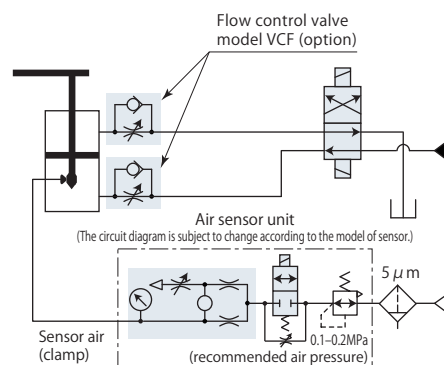 Flow control valve
model VCF (option)
Air sensor unit
(The circuit diagram is subject to change according to the model of sensor.)
5 μm
Sensor air
(clamp)
0.1–0.2MPa
(recommended air pressure)